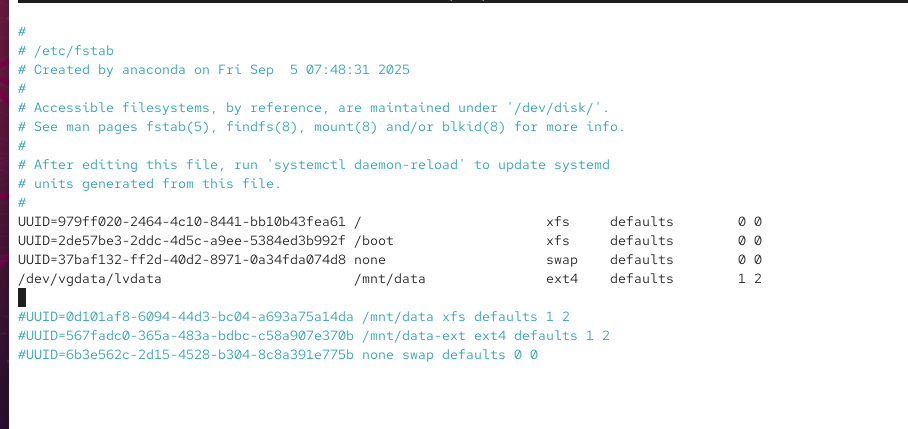 #
# /etc/fstab
# Created by anaconda on Fri Sep  5 07:48:31 2025
#
# Accessible filesystems, by reference, are maintained under '/dev/disk/'.
# See man pages fstab(5), findfs(8), mount(8) and/or blkid(8) for more info.
#
# After editing this file, run 'systemctl daemon-reload' to update systemd
# units generated from this file.
#
UUID=979ff020-2464-4c10-8441-bb10b43fea61 /                       xfs     defaults        0 0
UUID=2de57be3-2ddc-4d5c-a9ee-5384ed3b992f /boot                   xfs     defaults        0 0
UUID=37baf132-ff2d-40d2-8971-0a34fda074d8 none                    swap    defaults        0 0
/dev/vgdata/lvdata                        /mnt/data               ext4    defaults        1 2
#UUID=0d101af8-6094-44d3-bc04-a693a75a14da /mnt/data xfs defaults 1 2
#UUID=567fadc0-365a-483a-bdbc-c58a907e370b /mnt/data-ext ext4 defaults 1 2
#UUID=6b3e562c-2d15-4528-b304-8c8a391e775b none swap defaults 0 0